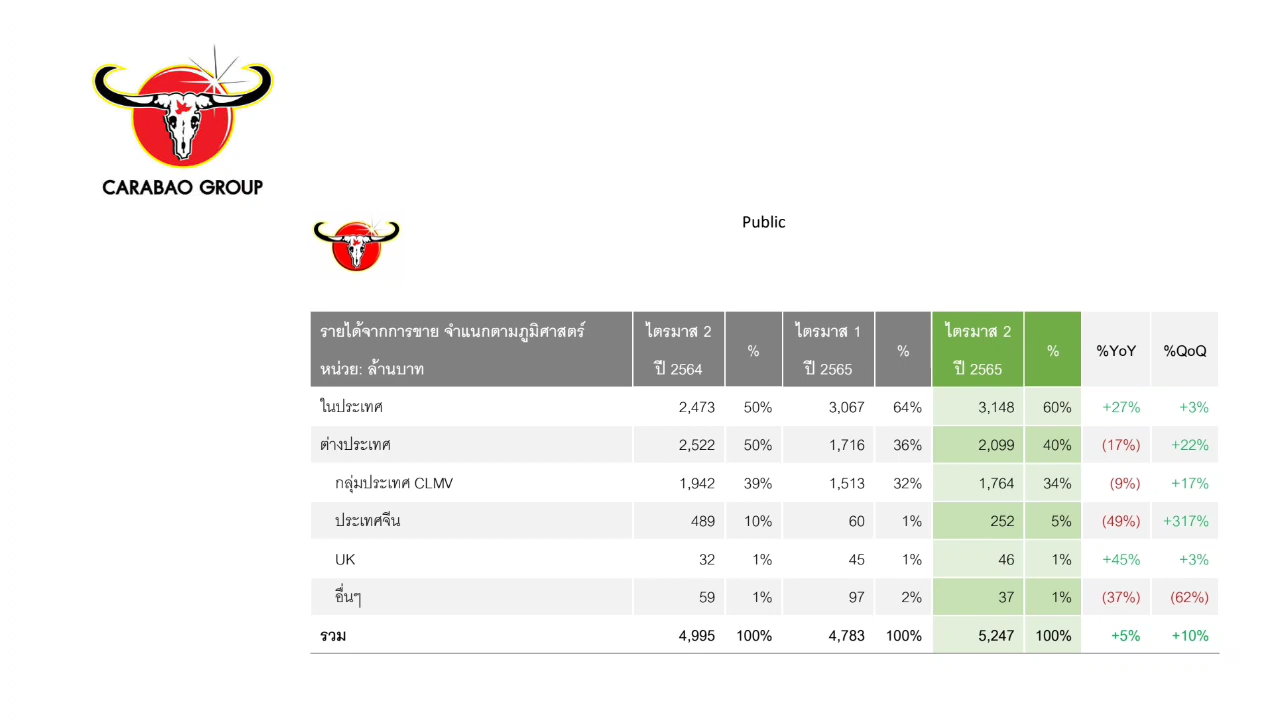 CARABAO GROUP
Public
รายได้จากการขาย จำแนกตามภูมิศาสตร์
หน่วย: ล้านบาท
ไตรมาส 2
ปี 2564
%
ไตรมาส 1
ปี 2565
%
ไตรมาส 2
ปี 2565
%
%YoY
%QoQ
ในประเทศ 2,473 50% 3,067 64% 3,148 60% +27% +3%
ต่างประเทศ 2,522 50% 1,716 36% 2,099 40% (17%) +22%
กลุ่มประเทศ CLMV 1,942 39% 1,513 32% 1,764 34% (9%) +17%
ประเทศจีน 489 10% 60 1% 252 5% (49%) +317%
UK 32 1% 45 1% 46 1% +45% +3%
อื่นๆ 59 1% 97 2% 37 1% (37%) (62%)
รวม 4,995 100% 4,783 100% 5,247 100% +5% +10%